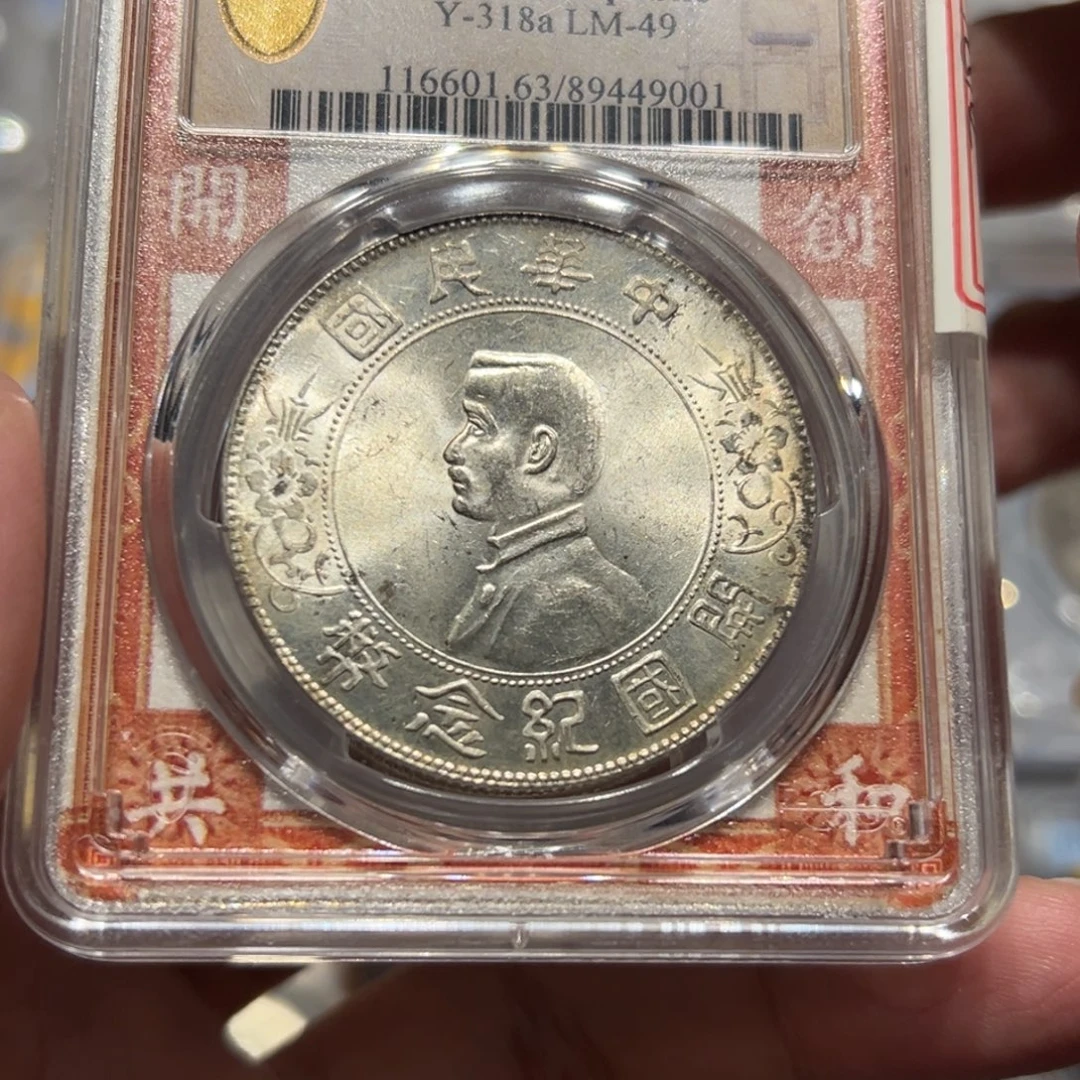 Y-318a LM-49
116601.63/89449001
開 創
中華民國
開國紀念幣
共 和